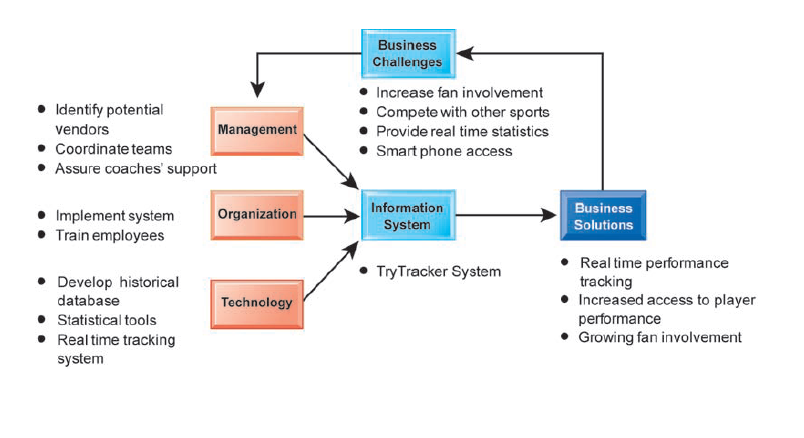 Business
Challenges
Increase fan involvement
Compete with other sports
Provide real time statistics
Smart phone access
Identify potential
vendors
Coordinate teams
Assure coaches' support
Management
Implement system
Train employees
Organization
Develop historical
database
Statistical tools
Real time tracking
system
Technology
Information
System
TryTracker System
Business
Solutions
Real time performance
tracking
Increased access to player
performance
Growing fan involvement